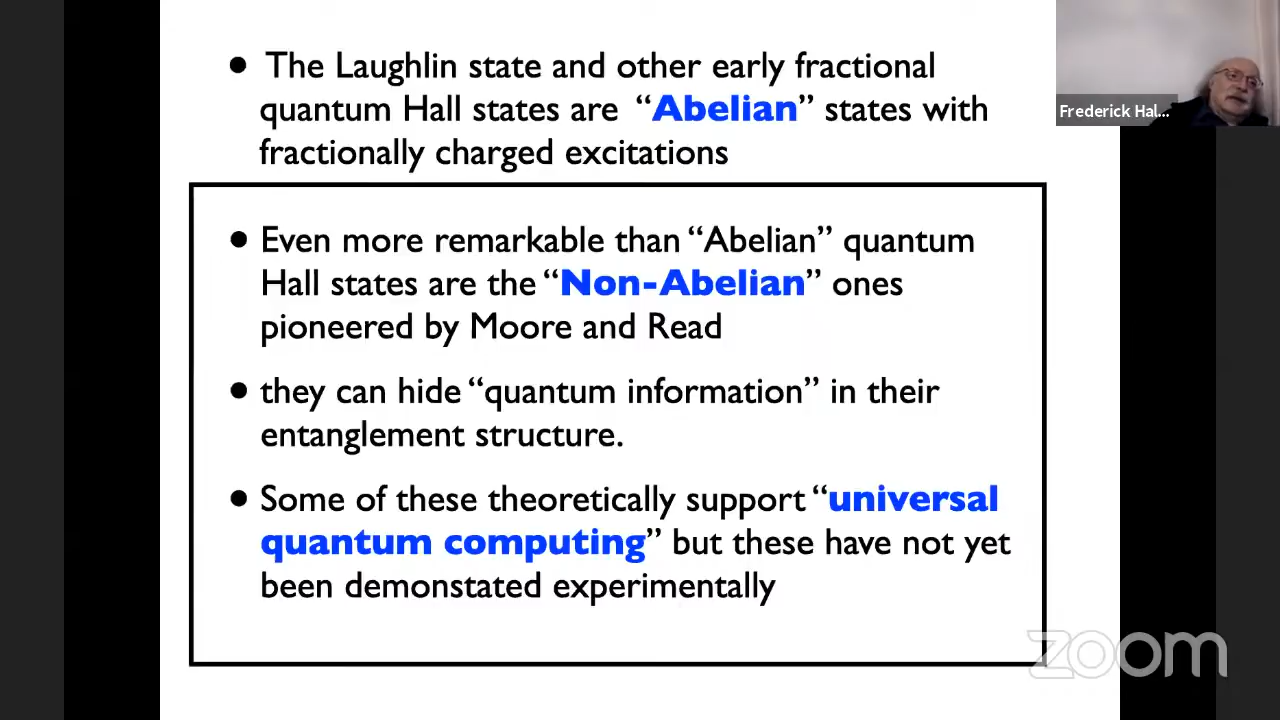 • The Laughlin state and other early fractional
quantum Hall states are “Abelian” states with
fractionally charged excitations
• Even more remarkable than “Abelian” quantum
Hall states are the “Non-Abelian” ones
pioneered by Moore and Read
• they can hide “quantum information” in their
entanglement structure.
• Some of these theoretically support “universal
quantum computing” but these have not yet
been demonstated experimentally
Frederick Hal...
zoom